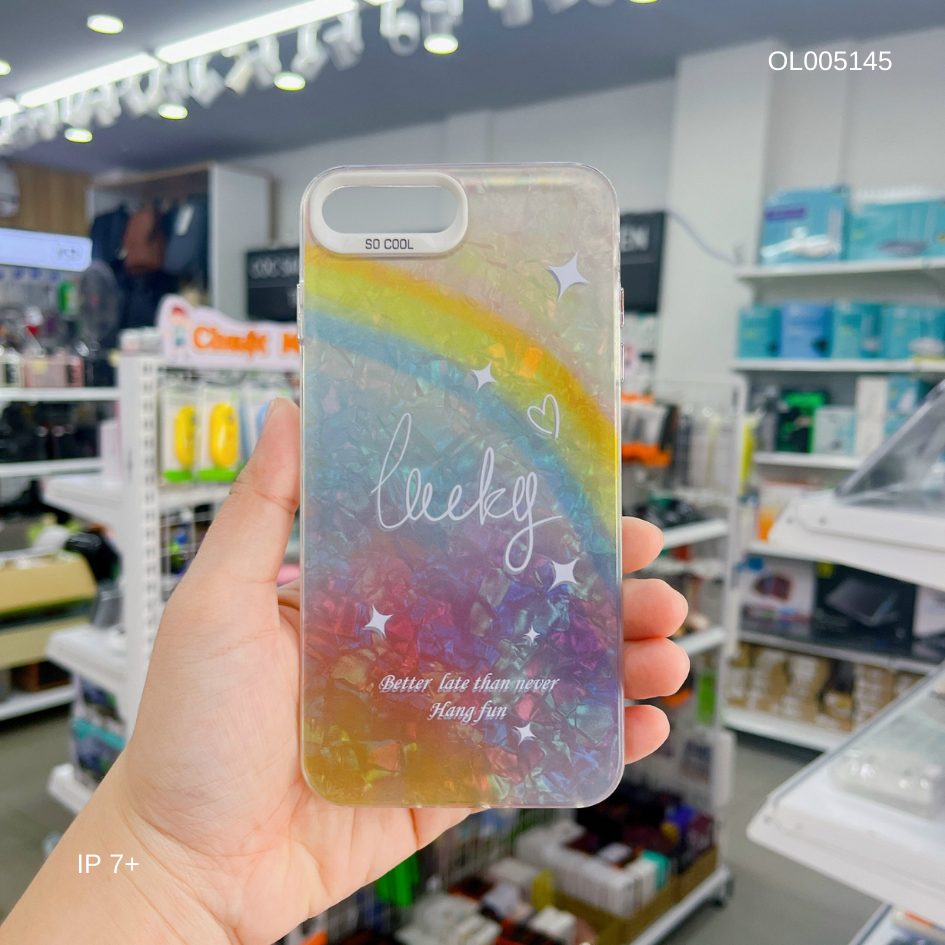 OL005145
SO COOL
lucky
Better late than never
Hang fun
IP 7+